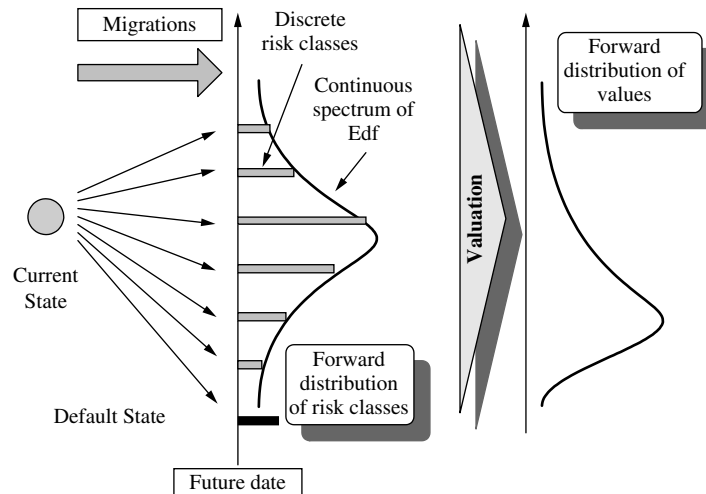 Migrations
Discrete
risk classes
Continuous
spectrum of
Edf
Forward
distribution of
values
Valuation
Current
State
Forward
distribution
of risk classes
Default State
Future date